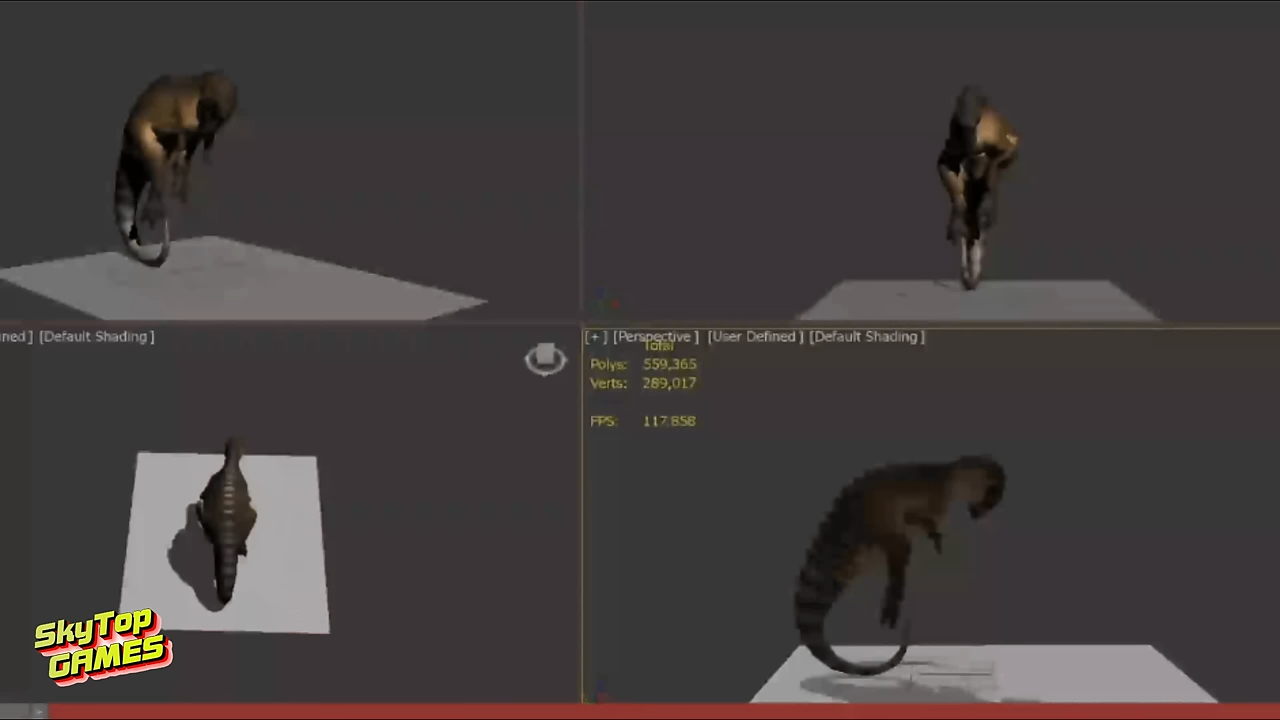 ned ] [Default Shading ]
[+ ] [Perspective ] [User Defined ] [Default Shading ]
Total
Polys: 559,365
Verts: 289,017
FPS: 117.858
SkyTop
GAMES
>